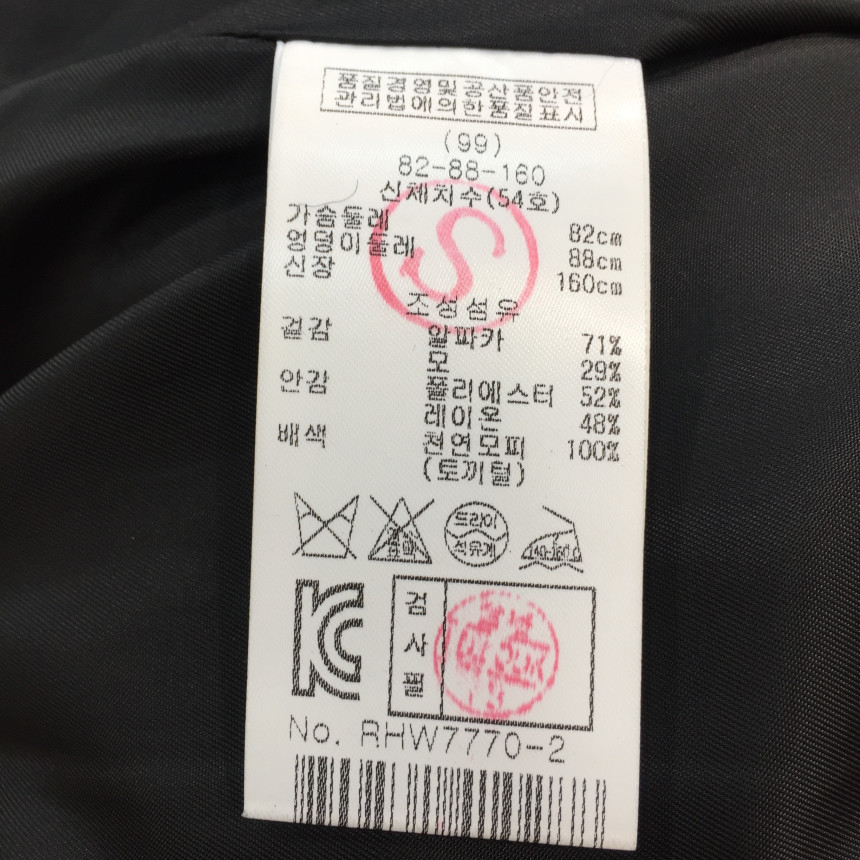 품질경영및공산품안전
관리법에의한품질표시
(99)
82-88-160
신체치수(54호)
가슴둘레 82cm
엉덩이둘레 88cm
신장 160cm
S
조성섬유
겉감 알파카 71%
모 29%
안감 폴리에스터 52%
레이온 48%
배색 천연모피 100%
(토끼털)
드라이
석유계
140-160℃
KC
검
사
필
No. RHW7770-2